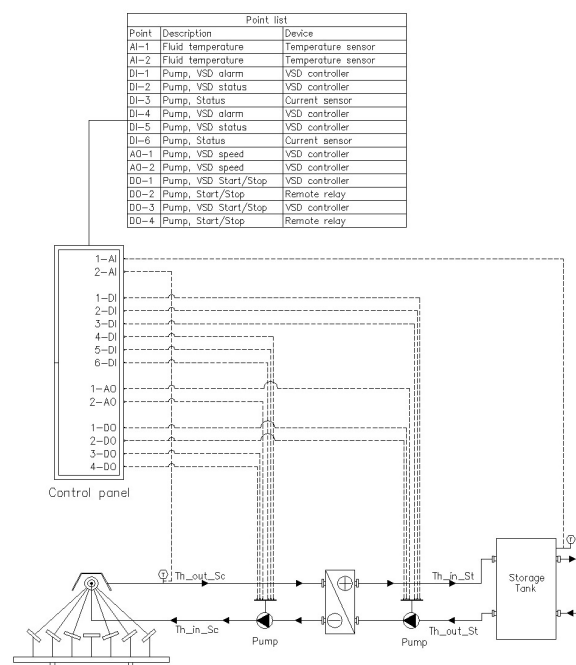 Point list
Point Description Device
AI-1 Fluid temperature Temperature sensor
AI-2 Fluid temperature Temperature sensor
DI-1 Pump, VSD alarm VSD controller
DI-2 Pump, VSD status VSD controller
DI-3 Pump, Status Current sensor
DI-4 Pump, VSD alarm VSD controller
DI-5 Pump, VSD status VSD controller
DI-6 Pump, Status Current sensor
AO-1 Pump, VSD speed VSD controller
AO-2 Pump, VSD speed VSD controller
DO-1 Pump, VSD Start/Stop VSD controller
DO-2 Pump, Start/Stop Remote relay
DO-3 Pump, VSD Start/Stop VSD controller
DO-4 Pump, Start/Stop Remote relay
1-AI
2-AI
1-DI
2-DI
3-DI
4-DI
5-DI
6-DI
1-AO
2-AO
1-DO
2-DO
3-DO
4-DO
Control panel
T
T
Th_out_Sc
Th_in_St
Storage
Tank
Th_in_Sc
Th_out_St
Pump
Pump